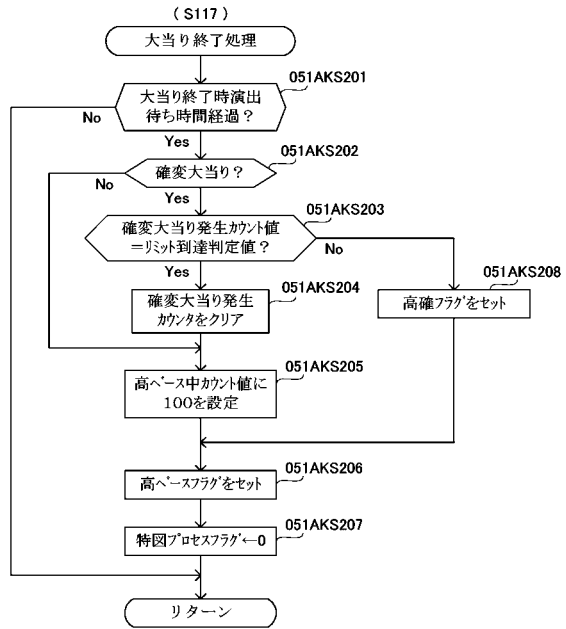 (S117)
大当り終了処理
051AKS201
大当り終了時演出
待ち時間経過？
No
Yes
051AKS202
確変大当り？
No
Yes
051AKS203
確変大当り発生ｶｳﾝﾄ値
＝ﾘﾐｯﾄ到達判定値？
No
Yes
051AKS204
確変大当り発生
ｶｳﾝﾀをｸﾘｱ
051AKS208
高確ﾌﾗｸﾞをｾｯﾄ
051AKS205
高ﾍﾞｰｽ中ｶｳﾝﾄ値に
100を設定
051AKS206
高ﾍﾞｰｽﾌﾗｸﾞをｾｯﾄ
051AKS207
特図ﾌﾟﾛｾｽﾌﾗｸﾞ←0
リターン